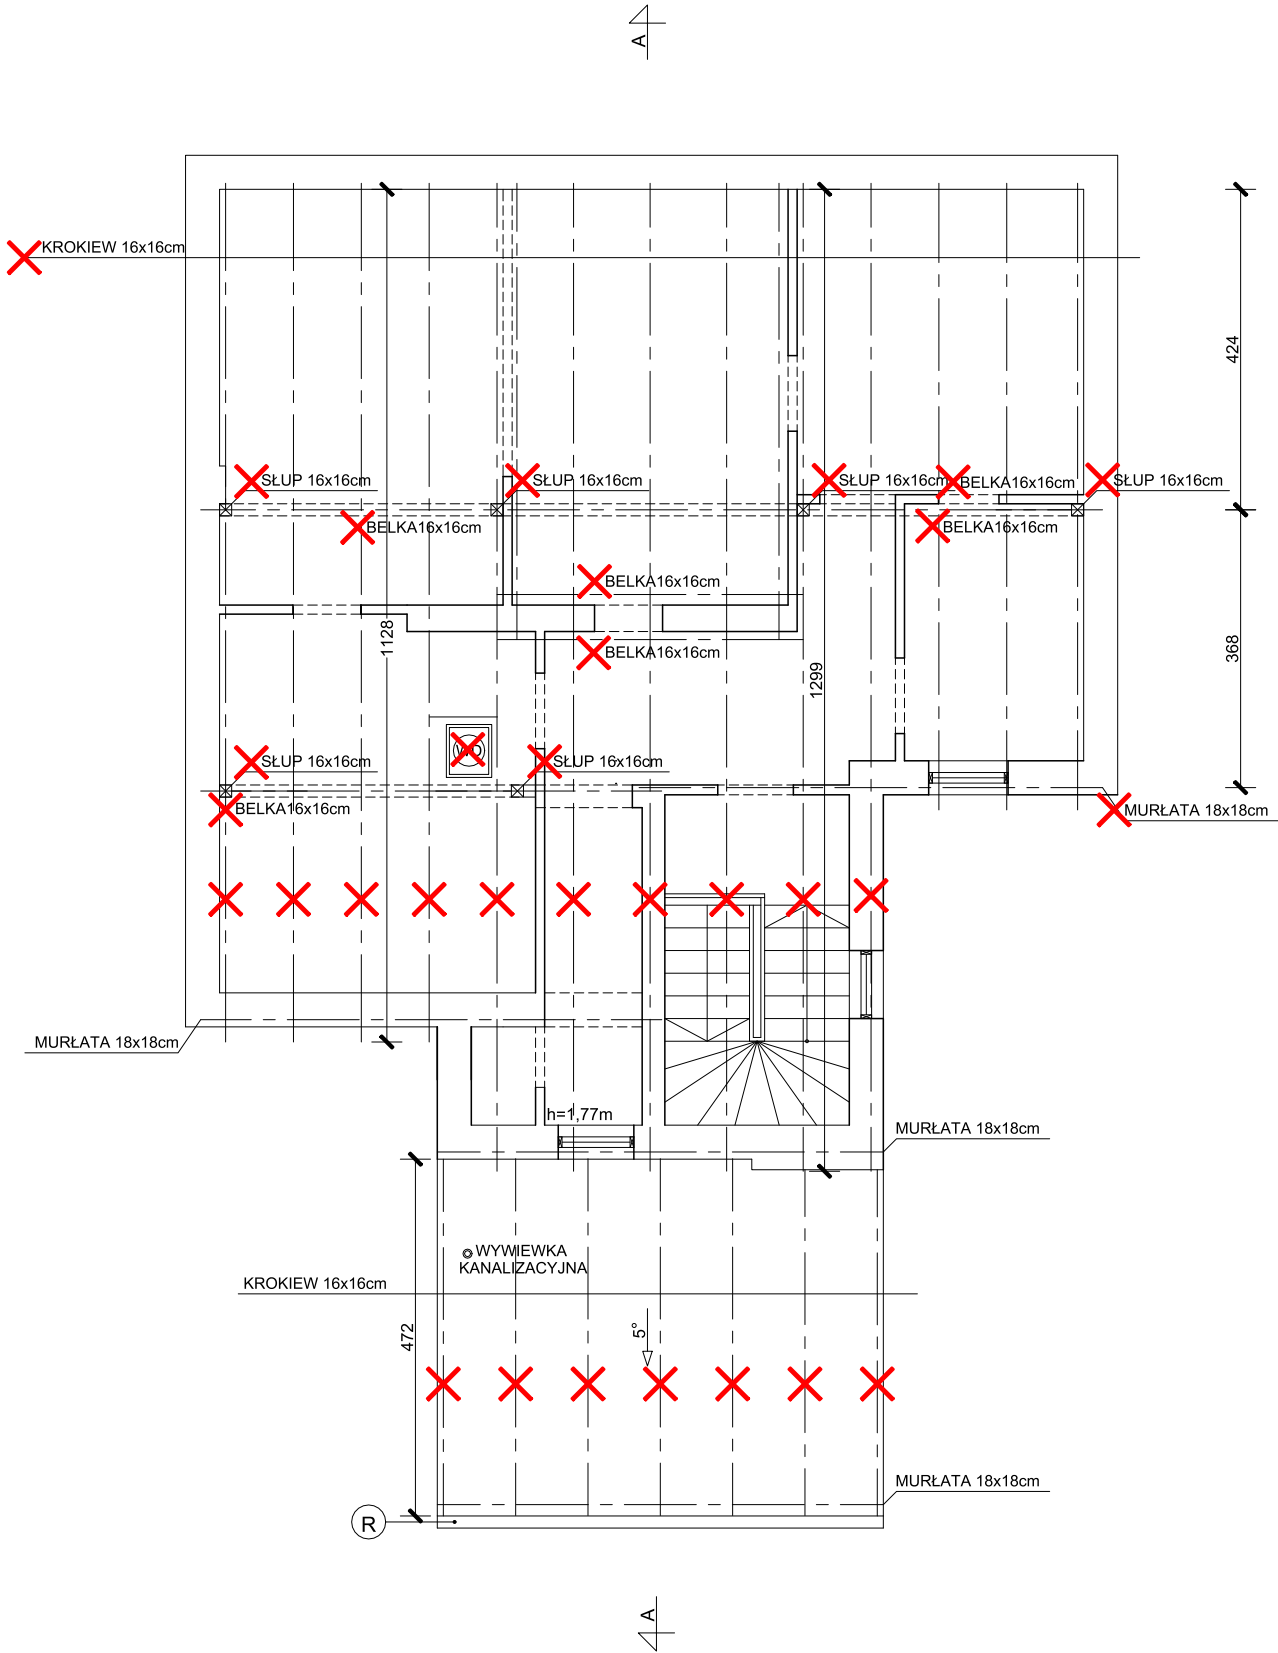 A
KROKIEW 16x16cm
424
SŁUP 16x16cm
SŁUP 16x16cm
SŁUP 16x16cm
BELKA16x16cm
SŁUP 16x16cm
BELKA16x16cm
BELKA16x16cm
BELKA16x16cm
1128
BELKA16x16cm
368
1299
SŁUP 16x16cm
SŁUP 16x16cm
BELKA16x16cm
MURŁATA 18x18cm
MURŁATA 18x18cm
h=1,77m
MURŁATA 18x18cm
WYWIEWKA
KANALIZACYJNA
KROKIEW 16x16cm
472
5°
MURŁATA 18x18cm
R
A